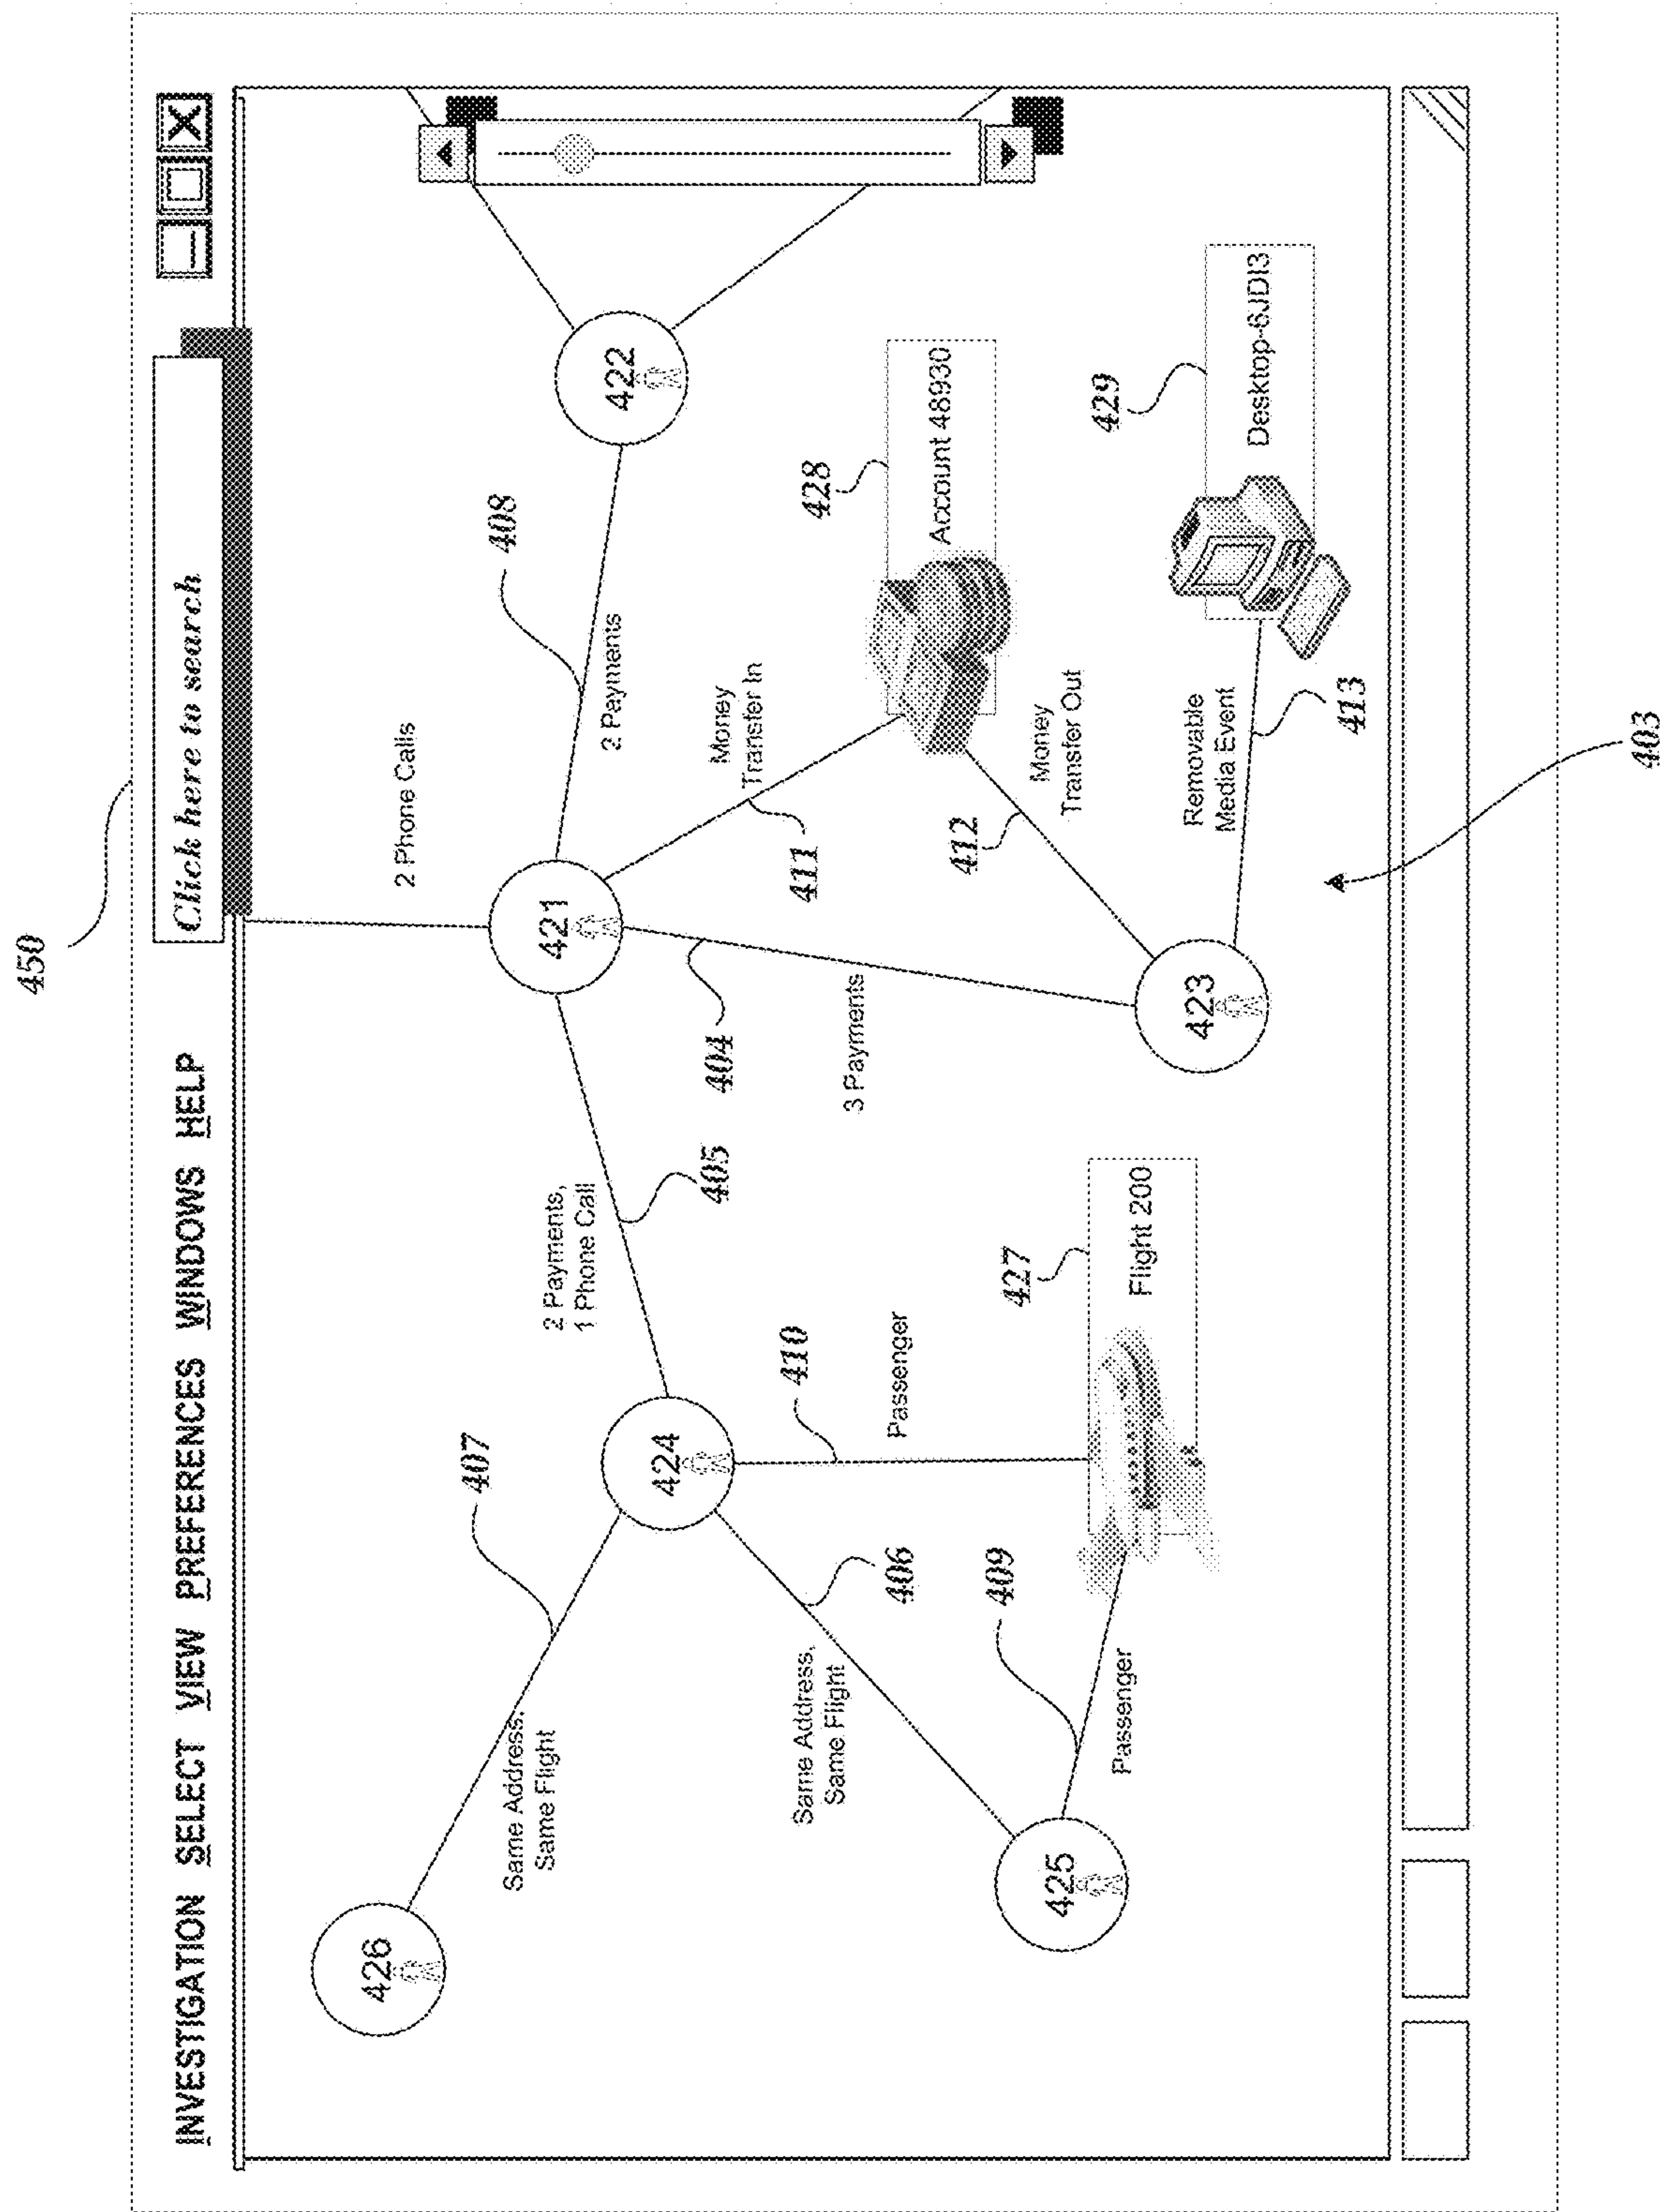 450
INVESTIGATION SELECT VIEW PREFERENCES WINDOWS HELP
Click here to search
426
407
Same Address,
Same Flight
2 Phone Calls
408
421
422
2 Payments,
1 Phone Call
2 Payments
424
405
404
Money
Transfer In
411
428
410
3 Payments
Same Address,
Same Flight
406
Passenger
Account 48930
412
409
427
Money
Transfer Out
429
425
Passenger
Flight 200
423
Removable
Media Event
Desktop-6JDI3
413
403